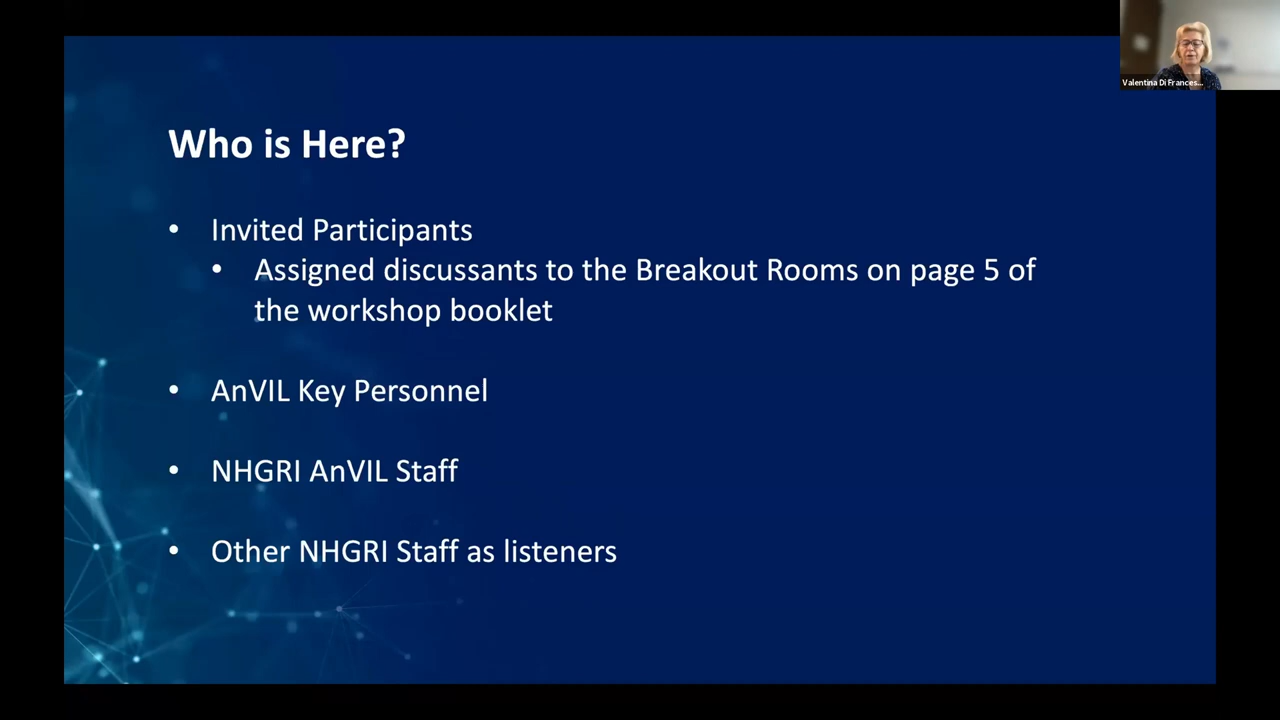 Valentina Di Frances...
Who is Here?
• Invited Participants
• Assigned discussants to the Breakout Rooms on page 5 of
the workshop booklet
• AnVIL Key Personnel
• NHGRI AnVIL Staff
• Other NHGRI Staff as listeners